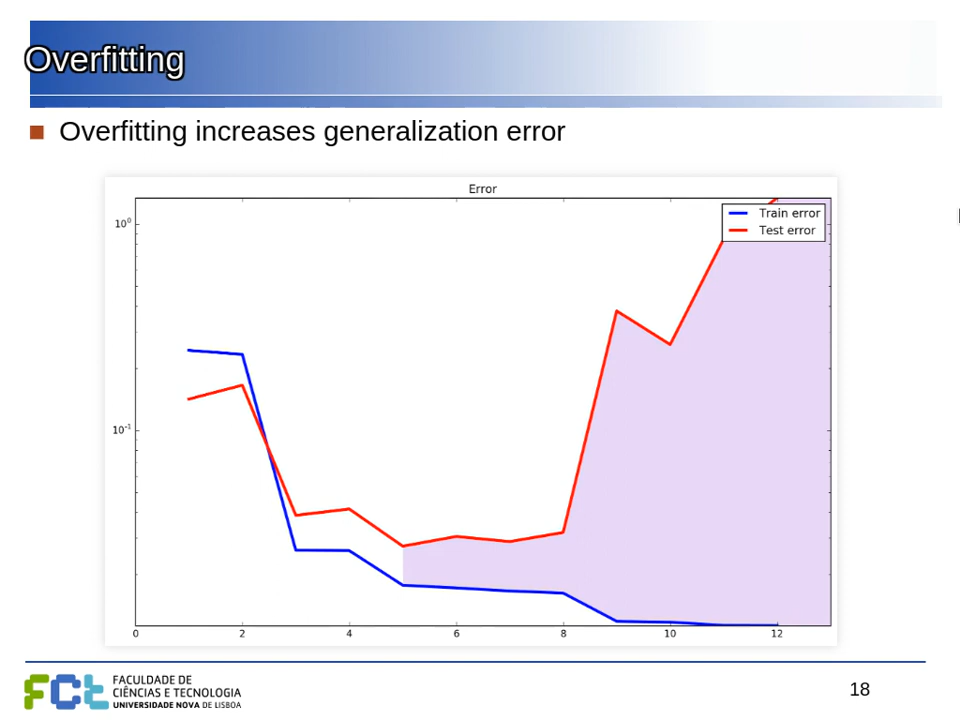 Overfitting
Overfitting increases generalization error
Error
10⁰
10⁻¹
Train error
Test error
0 2 4 6 8 10 12
FCt FACULDADE DE
CIÊNCIAS E TECNOLOGIA
UNIVERSIDADE NOVA DE LISBOA
18